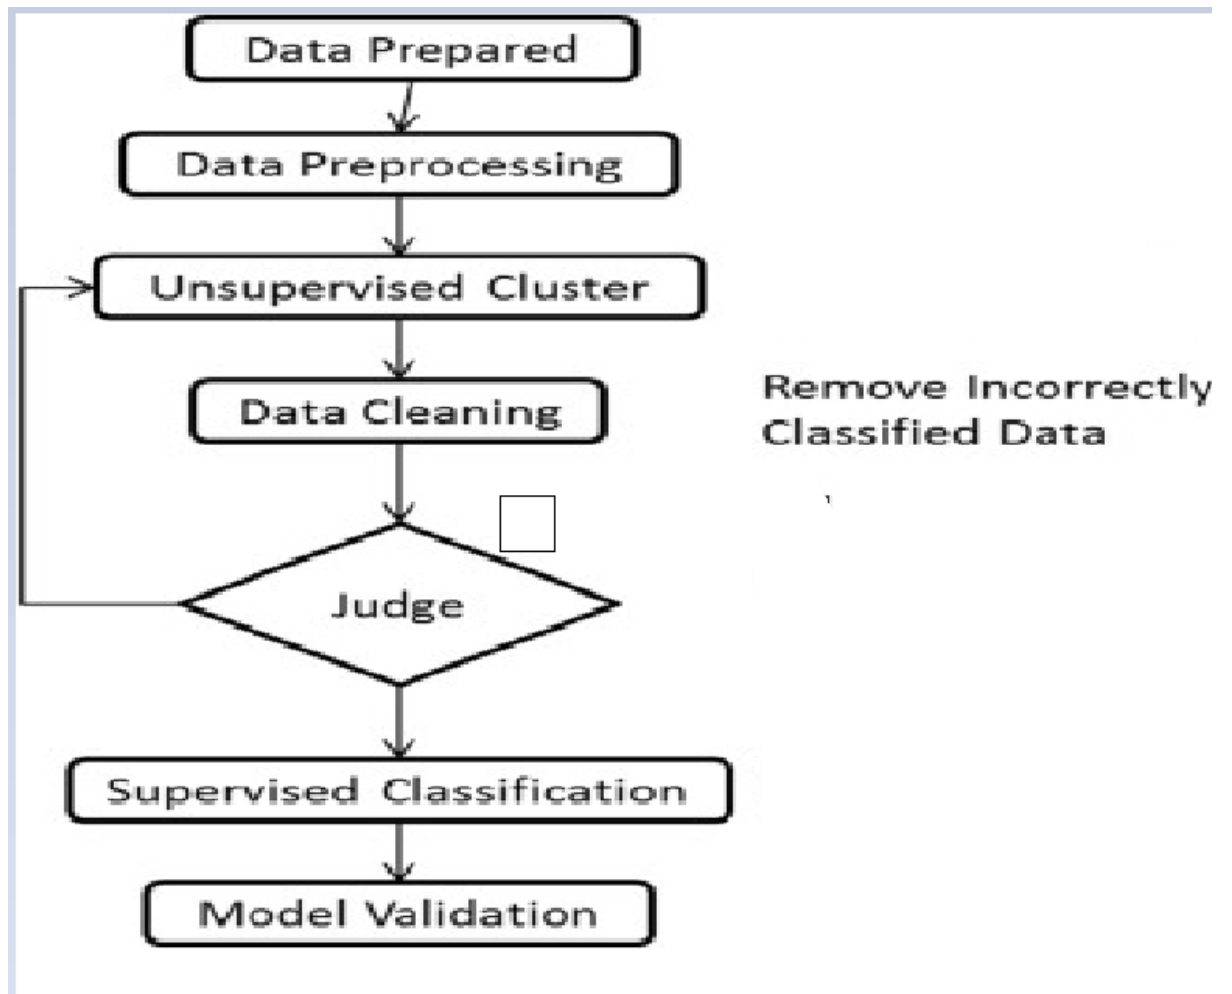 Data Prepared
Data Preprocessing
Unsupervised Cluster
Data Cleaning
Remove Incorrectly
Classified Data
Judge
Supervised Classification
Model Validation